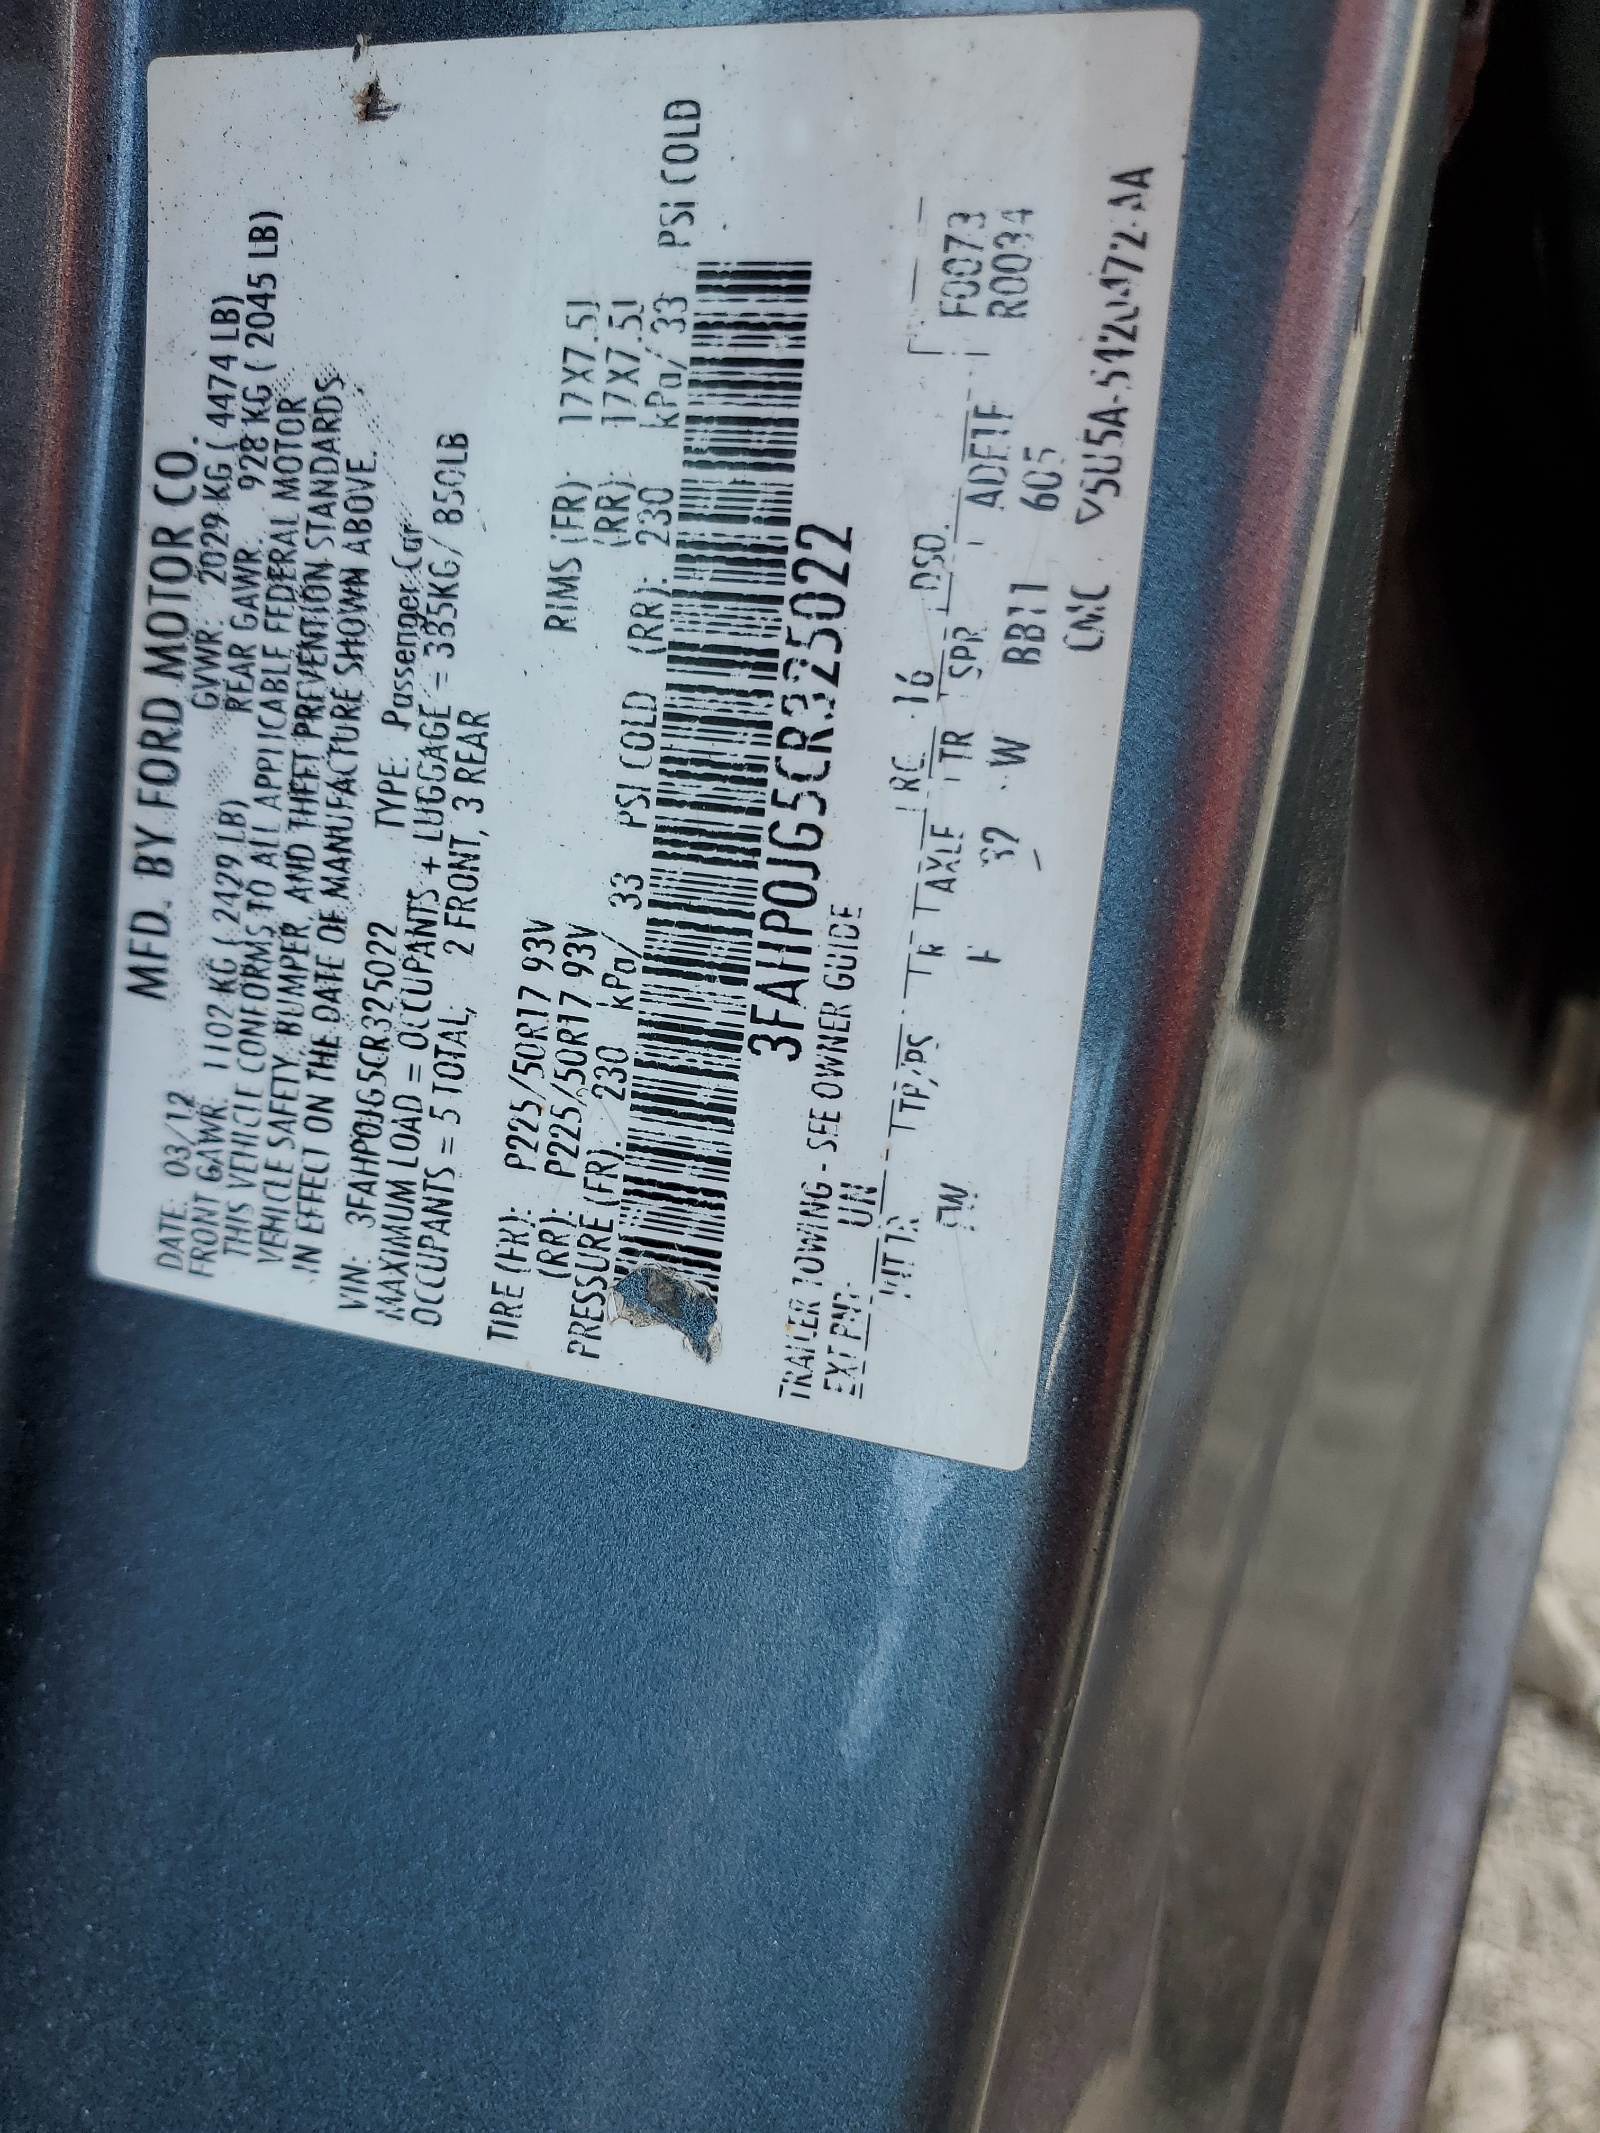 MFD. BY FORD MOTOR CO.
DATE: 03/12 GVWR: 2029 KG ( 4474 LB)
FRONT GAWR: 1102 KG ( 2429 LB) REAR GAWR: 928 KG ( 2045 LB)
THIS VEHICLE CONFORMS TO ALL APPLICABLE FEDERAL MOTOR
VEHICLE SAFETY, BUMPER, AND THEFT PREVENTION STANDARDS
IN EFFECT ON THE DATE OF MANUFACTURE SHOWN ABOVE.
VIN: 3FAHP0JG5CR325022 TYPE: Passenger Car
MAXIMUM LOAD = OCCUPANTS + LUGGAGE = 385KG/ 850LB
OCCUPANTS = 5 TOTAL, 2 FRONT, 3 REAR
TIRE (FR): P225/50R17 93V RIMS (FR): 17X7.5J
(RR): P225/50R17 93V (RR): 17X7.5J
PRESSURE (FR): 230 kPa/ 33 PSI COLD (RR): 230 kPa/ 33 PSI COLD
3FAHP0JG5CR325022
TRAILER TOWING - SEE OWNER GUIDE
EXT PNT: UN RC: 16 DSO:
INT TR TP/PS R AXLE TR SPR F0073
W ADETF R0034
32 W BB11 605
CMC